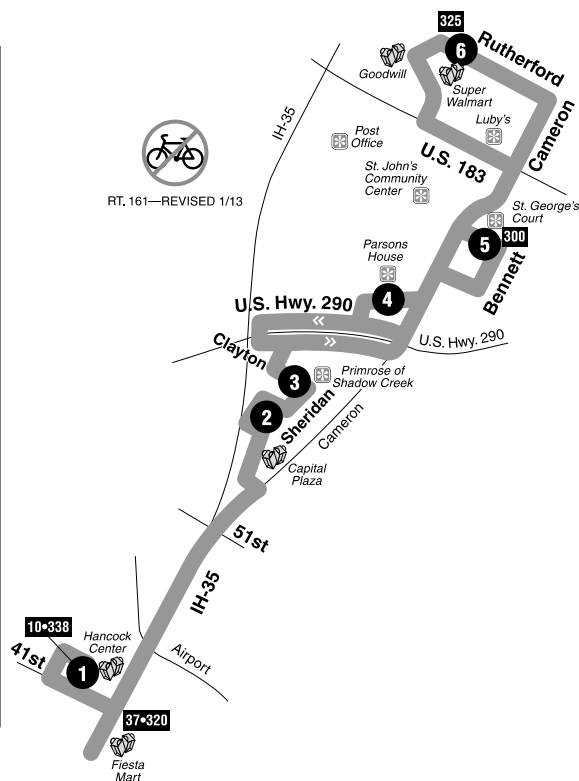 325
6
Rutherford
Goodwill
Super
Walmart
Cameron
IH-35
Luby's
Post
Office
U.S. 183
St. John's
Community
Center
RT. 161—REVISED 1/13
St. George's
Court
5
300
Bennett
Parsons
House
4
U.S. Hwy. 290
«
»
U.S. Hwy. 290
Clayton
3
Primrose of
Shadow Creek
2
Sheridan
Cameron
Capital
Plaza
51st
IH-35
10•338
Hancock
Center
41st
1
Airport
37•320
Fiesta
Mart